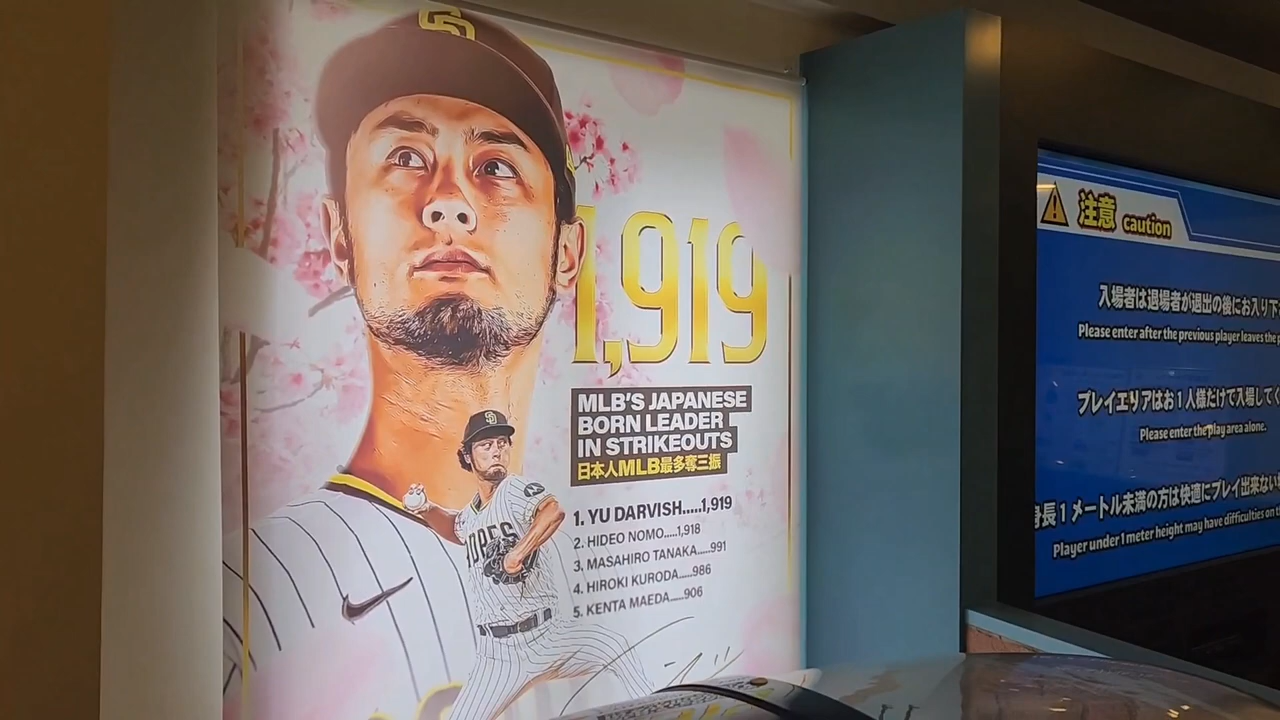 SD
1,919
MLB'S JAPANESE
BORN LEADER
IN STRIKEOUTS
日本人MLB最多奪三振
1. YU DARVISH.....1,919
2. HIDEO NOMO.....1,918
3. MASAHIRO TANAKA.....991
4. HIROKI KURODA.....986
5. KENTA MAEDA.....906
SD
DRES
注意 caution
入場者は退場者が退出の後にお入り下
Please enter after the previous player leaves the
プレイエリアはお1人様だけで入場して
Please enter the play area alone.
身長1メートル未満の方は快適にプレイ出来ない
Player under 1 meter height may have difficulties on